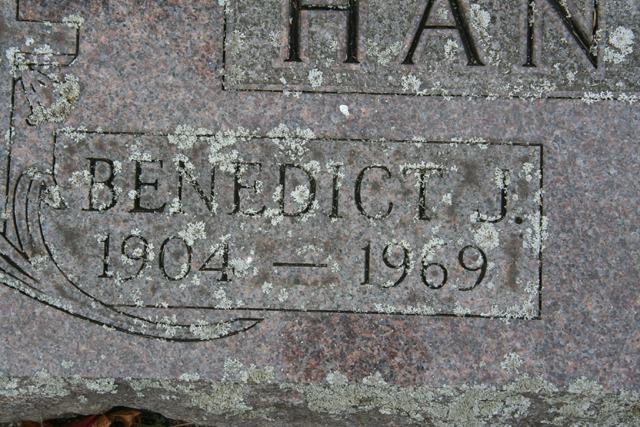 HAN
BENEDICT J.
1904 — 1969